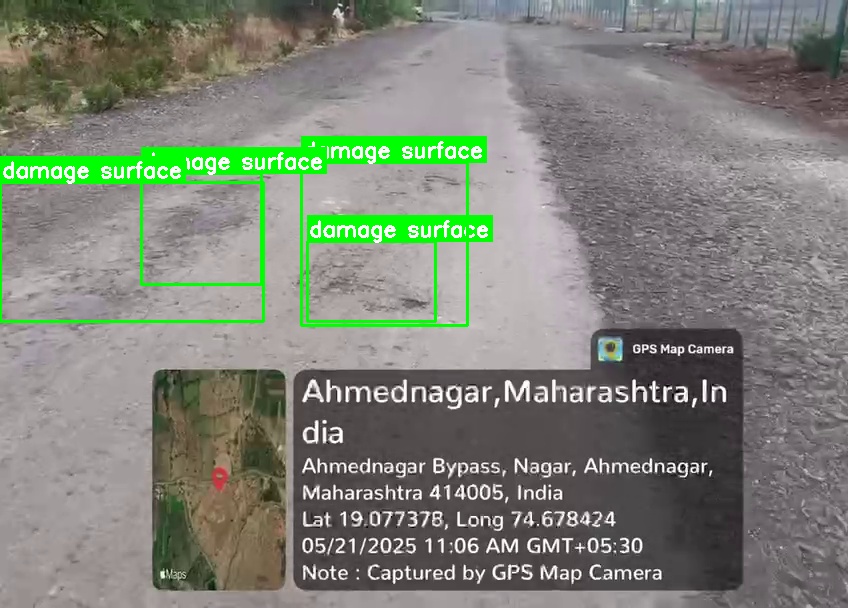 damage surface
damage surface
damage surface
damage surface
GPS Map Camera
Ahmednagar,Maharashtra,In
dia
Ahmednagar Bypass, Nagar, Ahmednagar,
Maharashtra 414005, India
Lat 19.077378, Long 74.678424
05/21/2025 11:06 AM GMT+05:30
Note : Captured by GPS Map Camera
Maps